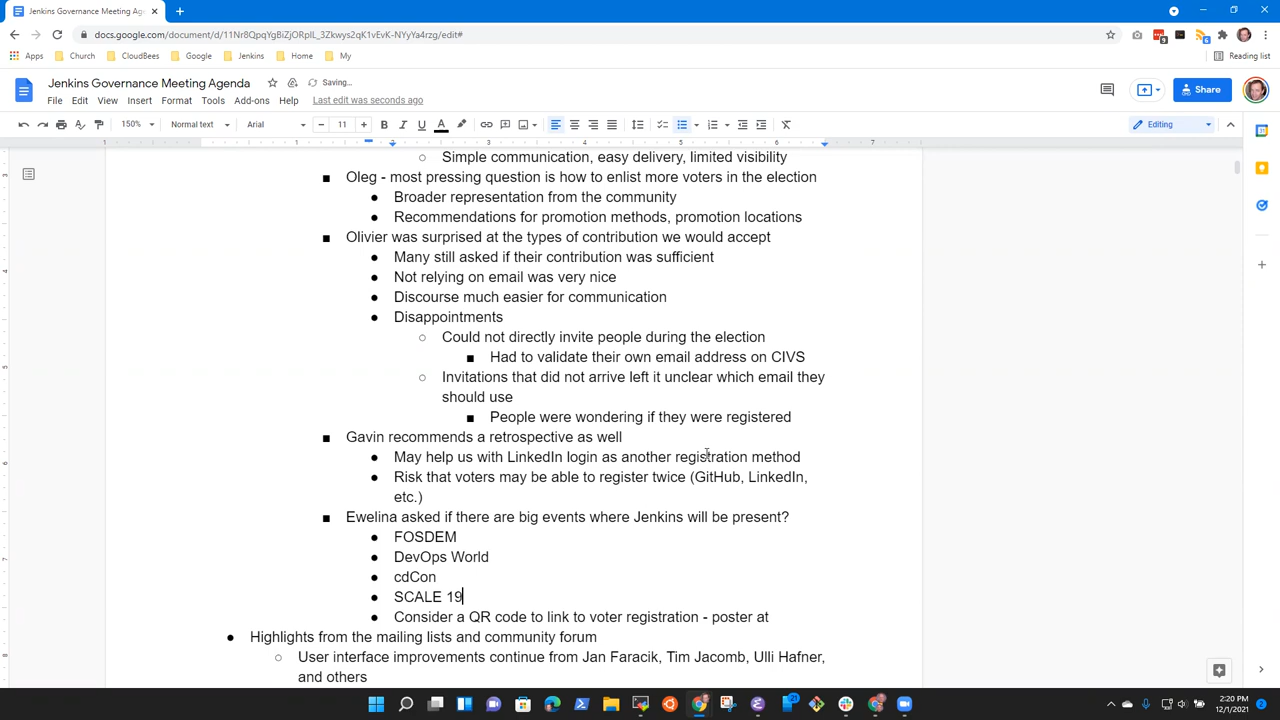 Jenkins Governance Meeting Agend
docs.google.com/document/d/11Nr8QpqYgBiZjORpIL_3Zkwys2qK1vEvK-NYyYa4rzg/edit#
Apps Church CloudBees Google Jenkins Home My Reading list
Jenkins Governance Meeting Agenda Saving...
File Edit View Insert Format Tools Add-ons Help Last edit was seconds ago Share
150% Normal text Arial 11 Editing
Simple communication, easy delivery, limited visibility
Oleg - most pressing question is how to enlist more voters in the election
Broader representation from the community
Recommendations for promotion methods, promotion locations
Olivier was surprised at the types of contribution we would accept
Many still asked if their contribution was sufficient
Not relying on email was very nice
Discourse much easier for communication
Disappointments
Could not directly invite people during the election
Had to validate their own email address on CIVS
Invitations that did not arrive left it unclear which email they
should use
People were wondering if they were registered
Gavin recommends a retrospective as well
May help us with LinkedIn login as another registration method
Risk that voters may be able to register twice (GitHub, LinkedIn,
etc.)
Ewelina asked if there are big events where Jenkins will be present?
FOSDEM
DevOps World
cdCon
SCALE 19
Consider a QR code to link to voter registration - poster at
Highlights from the mailing lists and community forum
User interface improvements continue from Jan Faracik, Tim Jacomb, Ulli Hafner,
and others
2:20 PM
12/1/2021